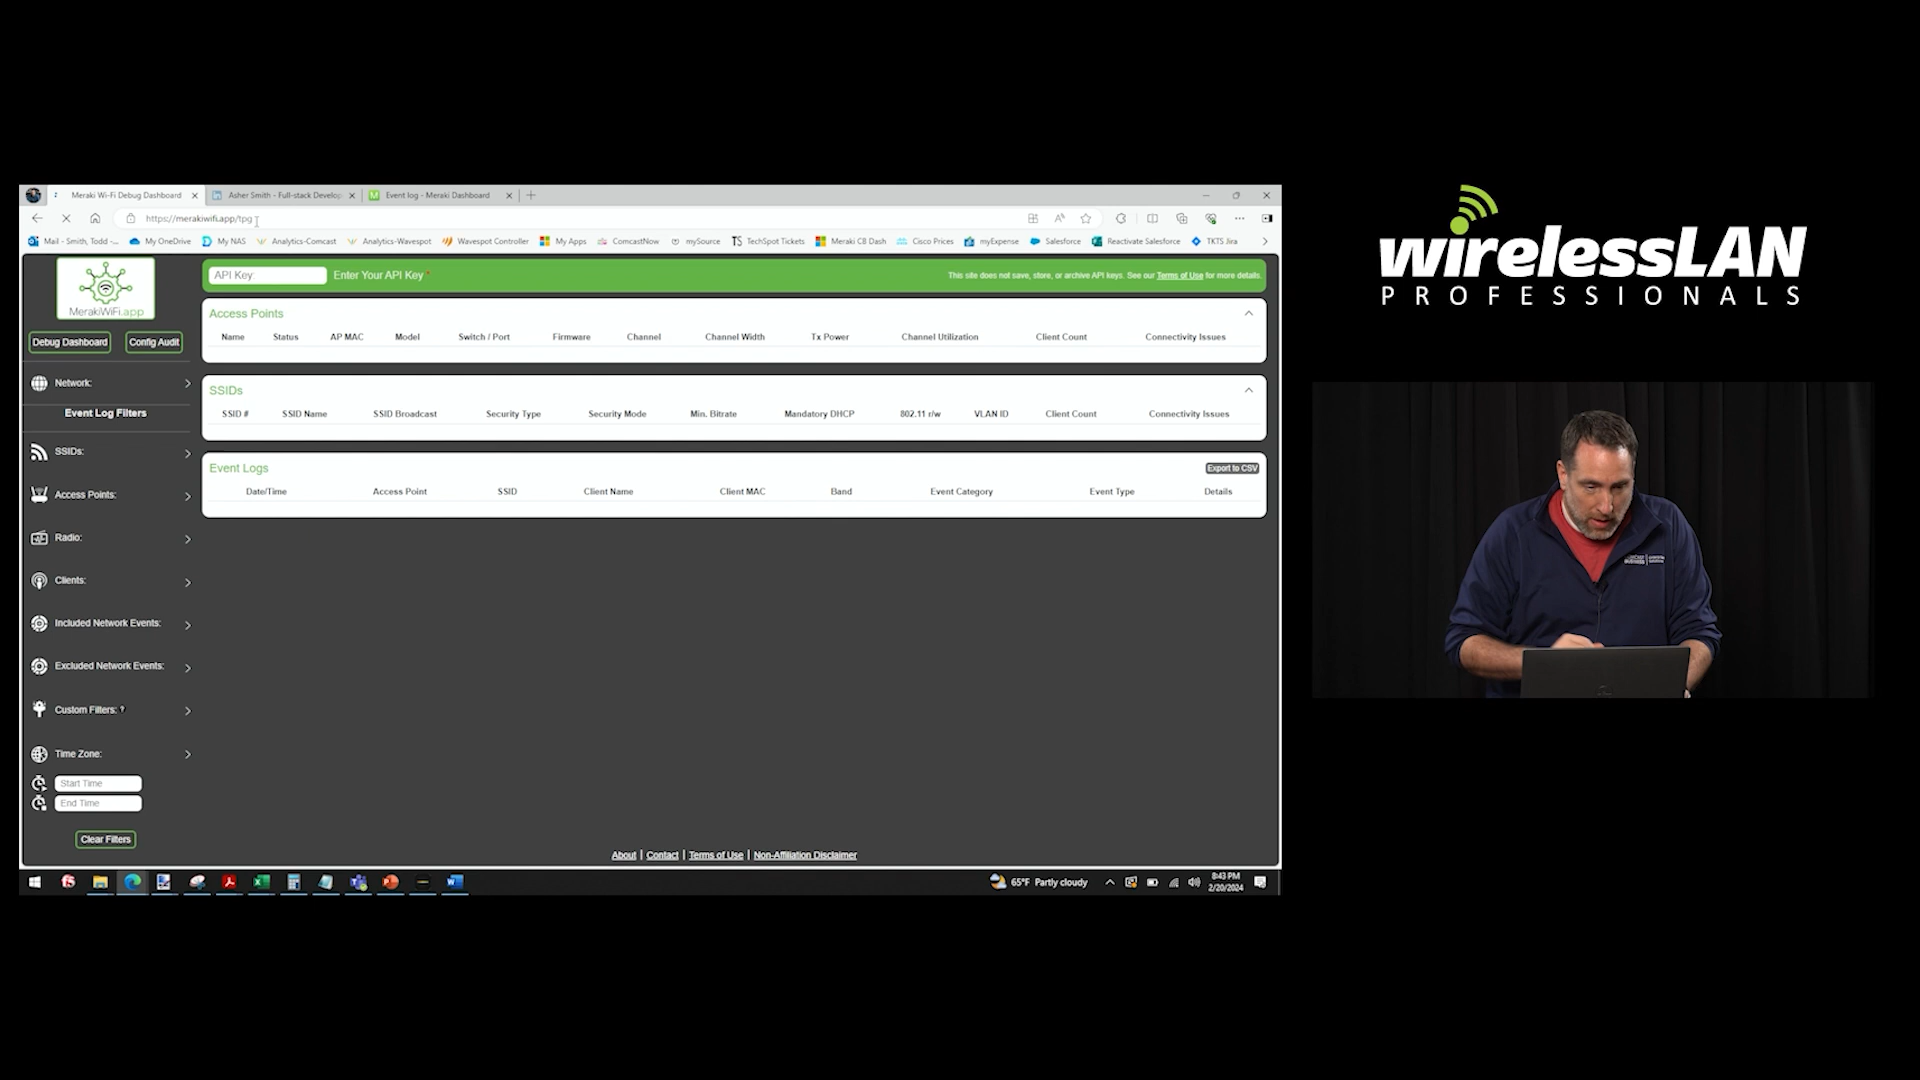 Meraki Wi-Fi Debug Dashboard
Asher Smith - Full-stack Develop
Event log - Meraki Dashboard
https://merakiwifi.app/tpg
Mail - Smith, Todd -...
My OneDrive
My NAS
Analytics-Comcast
Analytics-Wavespot
Wavespot Controller
My Apps
ComcastNow
mySource
TS TechSpot Tickets
Meraki CB Dash
Cisco Prices
myExpense
Salesforce
Reactivate Salesforce
TKTS Jira
MerakiWiFi.app
API Key:
Enter Your API Key *
This site does not save, store, or archive API keys. See our Terms of Use for more details.
Debug Dashboard
Config Audit
Network:
Event Log Filters
SSIDs:
Access Points:
Radio:
Clients:
Included Network Events:
Excluded Network Events:
Custom Filters: ?
Time Zone:
Start Time
End Time
Clear Filters
Access Points
Name Status AP MAC Model Switch / Port Firmware Channel Channel Width Tx Power Channel Utilization Client Count Connectivity Issues
SSIDs
SSID # SSID Name SSID Broadcast Security Type Security Mode Min. Bitrate Mandatory DHCP 802.11 r/w VLAN ID Client Count Connectivity Issues
Event Logs
Export to CSV
Date/Time Access Point SSID Client Name Client MAC Band Event Category Event Type Details
About | Contact | Terms of Use | Non-Affiliation Disclaimer
65°F Partly cloudy
8:43 PM
2/20/2024
wirelessLAN
PROFESSIONALS